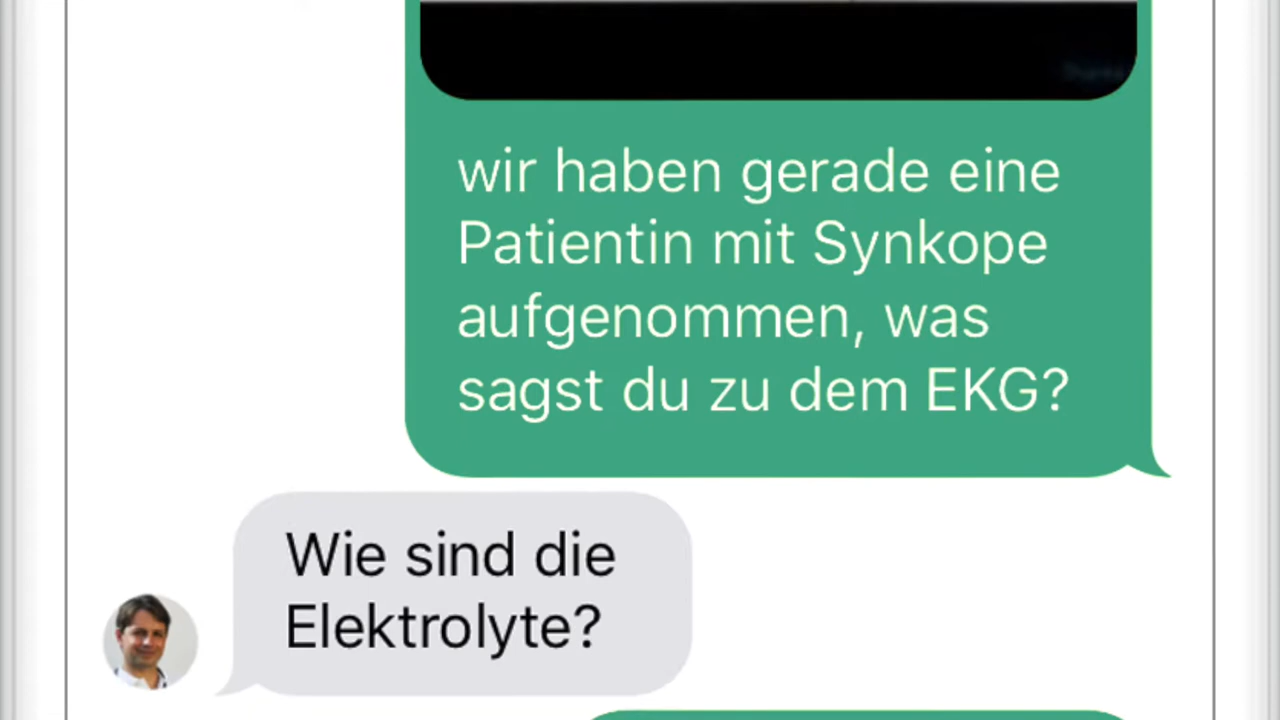 wir haben gerade eine
Patientin mit Synkope
aufgenommen, was
sagst du zu dem EKG?
Wie sind die
Elektrolyte?